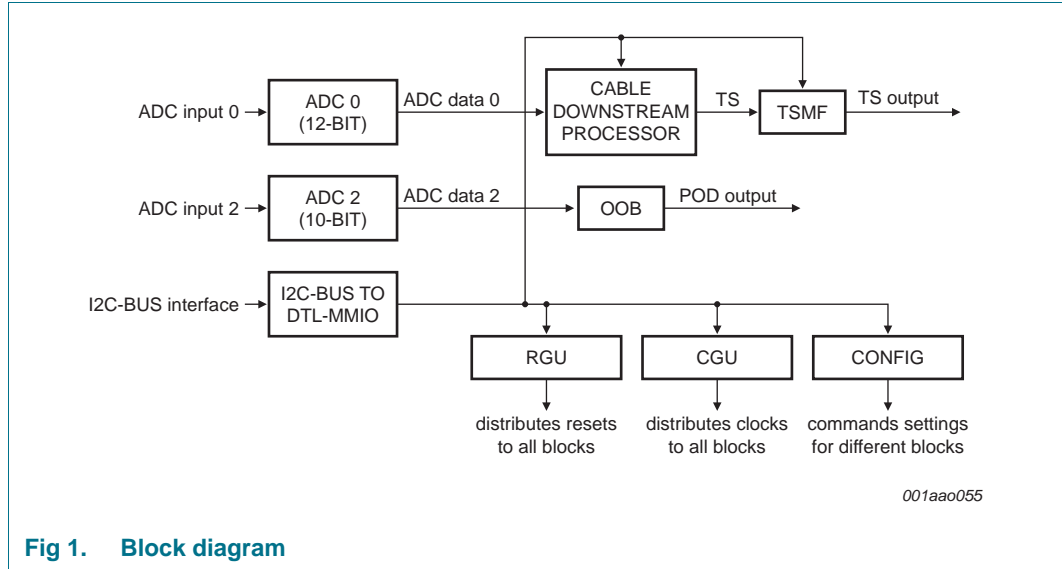 ADC input 0
ADC 0
(12-BIT)
ADC data 0
CABLE
DOWNSTREAM
PROCESSOR
TS
TSMF
TS output
ADC input 2
ADC 2
(10-BIT)
ADC data 2
OOB
POD output
I2C-BUS interface
I2C-BUS TO
DTL-MMIO
RGU
CGU
CONFIG
distributes resets
to all blocks
distributes clocks
to all blocks
commands settings
for different blocks
001aao055
Fig 1. Block diagram